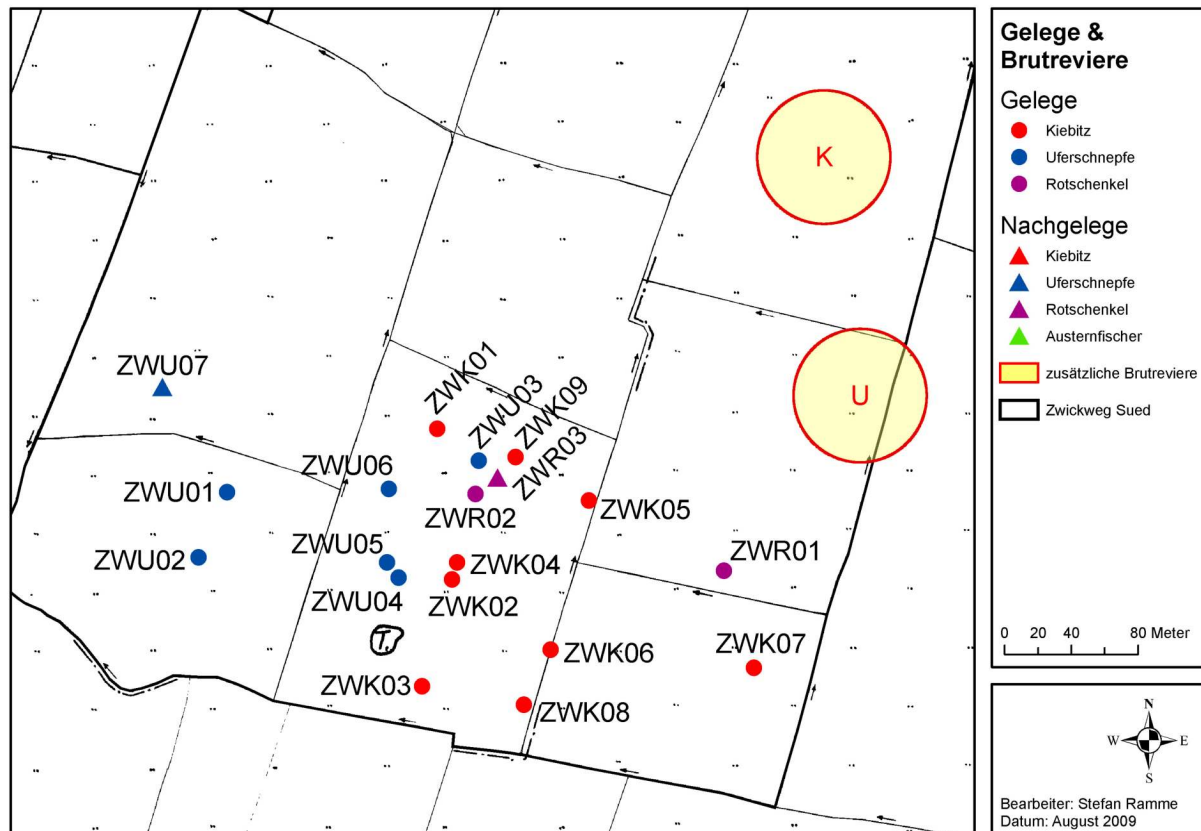 K
U
ZWU07
ZWK01
ZWU03
ZWK09
ZWR03
ZWU06
ZWU01
ZWR02
ZWK05
ZWU02
ZWU05
ZWK04
ZWR01
ZWU04
ZWK02
T.
ZWK06
ZWK07
ZWK03
ZWK08
Gelege &
Brutreviere
Gelege
Kiebitz
Uferschnepfe
Rotschenkel
Nachgelege
Kiebitz
Uferschnepfe
Rotschenkel
Austernfischer
zusätzliche Brutreviere
Zwickweg Sued
0 20 40 80 Meter
N
W E
S
Bearbeiter: Stefan Ramme
Datum: August 2009